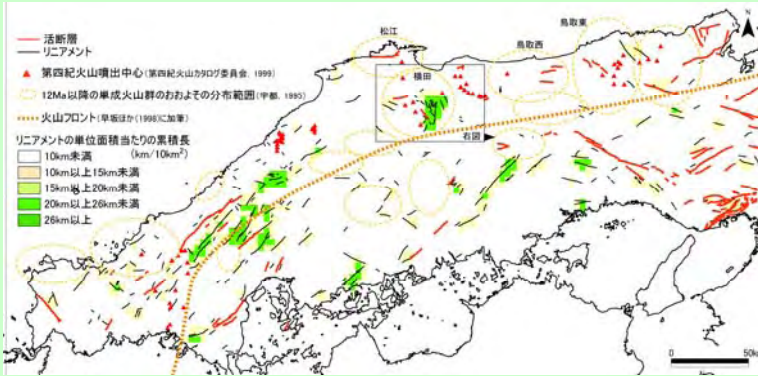 活断層
リニアメント
第四紀火山噴出中心(第四紀火山カタログ委員会, 1999)
12Ma以降の単成火山群のおおよその分布範囲(宇都, 1995)
火山フロント(早坂ほか(1998)に加筆)
リニアメントの単位面積当たりの累積長
(km/10km²)
10km未満
10km以上15km未満
15km以上20km未満
20km以上26km未満
26km以上
松江
横田
鳥取西
鳥取東
右図
N
0 50k